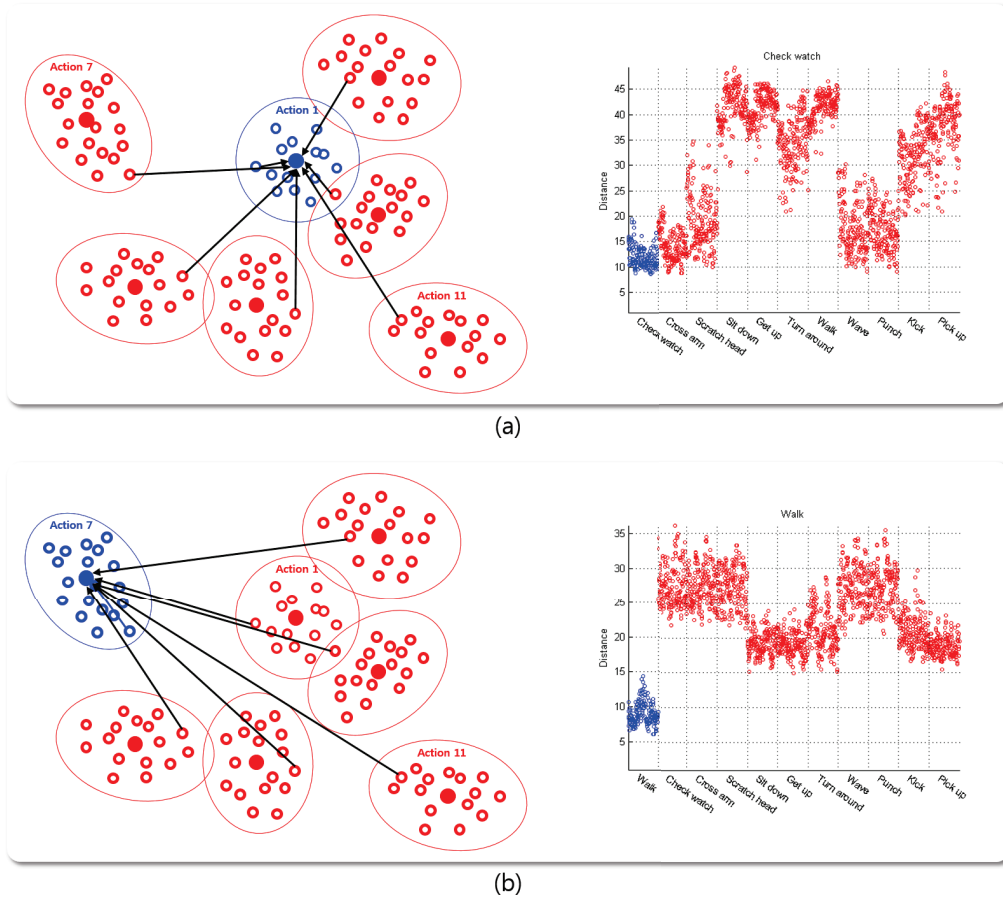 Action 7
Action 1
Action 11
Check watch
Distance
45
40
35
30
25
20
15
10
5
Check watch
Cross arm
Scratch head
Sit down
Get up
Turn around
Walk
Wave
Punch
Kick
Pick up
(a)
Action 7
Action 1
Action 11
Walk
Distance
35
30
25
20
15
10
5
Walk
Check watch
Cross arm
Scratch head
Sit down
Get up
Turn around
Wave
Punch
Kick
Pick up
(b)